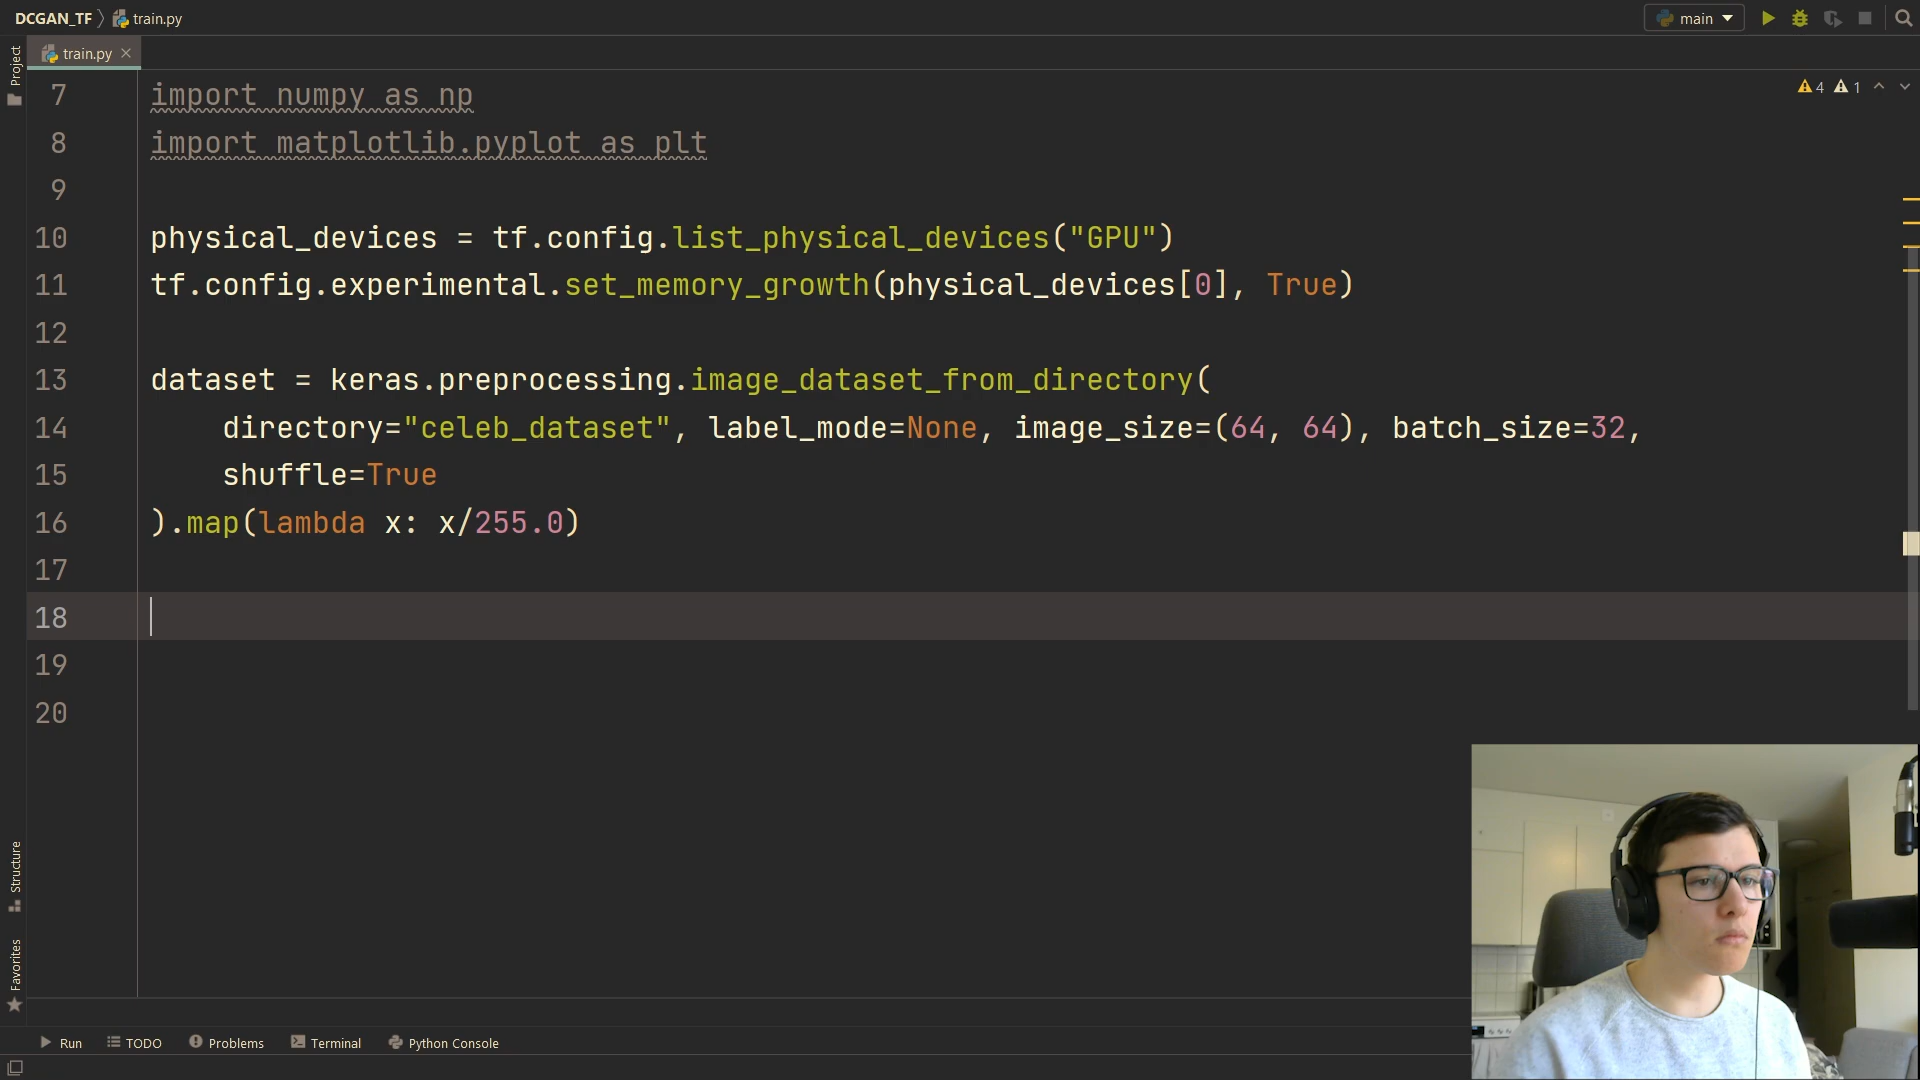 DCGAN_TF train.py
main
train.py
Project
4 1
7 import numpy as np
8 import matplotlib.pyplot as plt
9
10 physical_devices = tf.config.list_physical_devices("GPU")
11 tf.config.experimental.set_memory_growth(physical_devices[0], True)
12
13 dataset = keras.preprocessing.image_dataset_from_directory(
14 directory="celeb_dataset", label_mode=None, image_size=(64, 64), batch_size=32,
15 shuffle=True
16 ).map(lambda x: x/255.0)
17
18
19
20
Structure
Favorites
Run TODO Problems Terminal Python Console